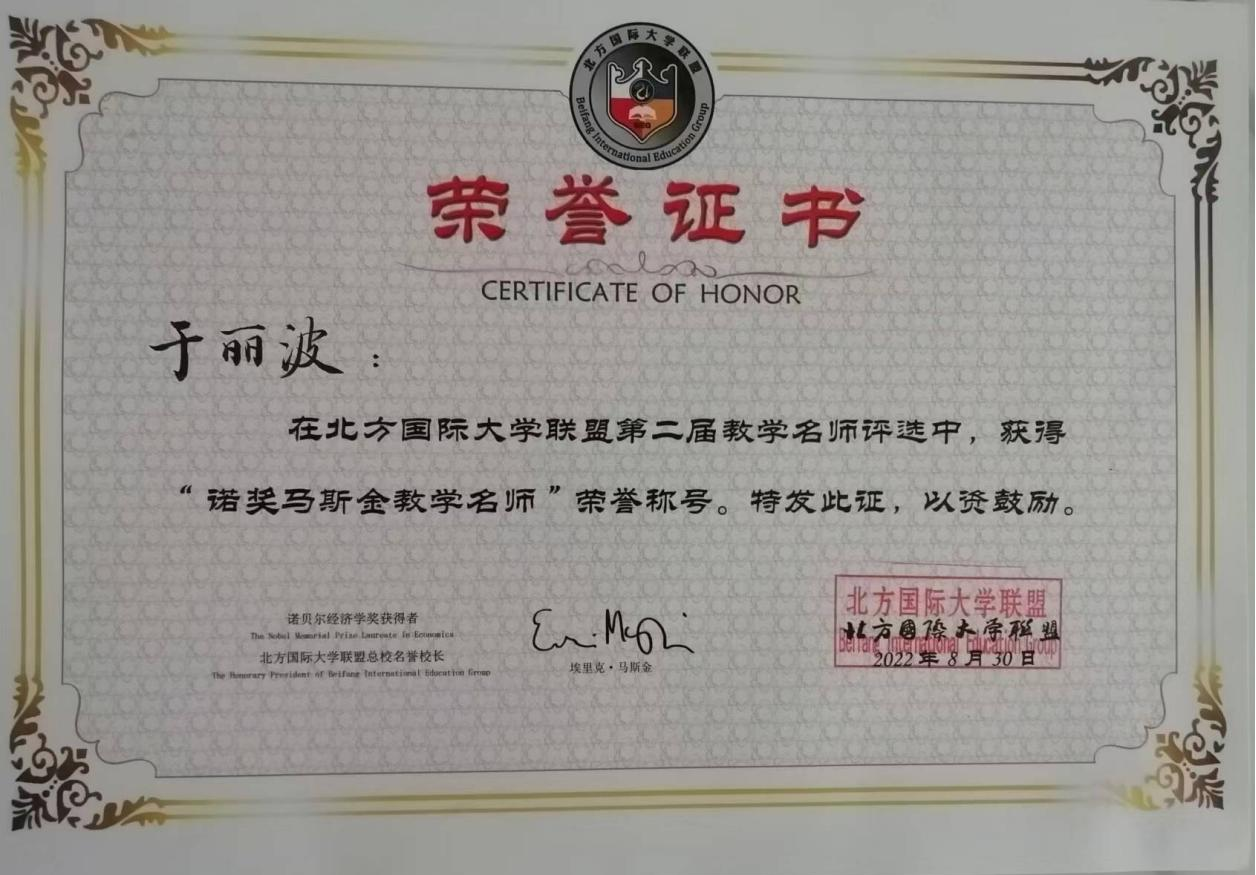 北方国际大学联盟
Beifang International Education Group
荣誉证书
CERTIFICATE OF HONOR
于丽波：
在北方国际大学联盟第二届教学名师评选中，获得
“诺奖马斯金教学名师”荣誉称号。特发此证，以资鼓励。
诺贝尔经济学奖获得者
The Nobel Memorial Prize Laureate in Economics
北方国际大学联盟总校名誉校长
The Honorary President of Beifang International Education Group
埃里克·马斯金
北方国际大学联盟
北方國際大学联盟
Beifang International Education Group
2022年8月30日